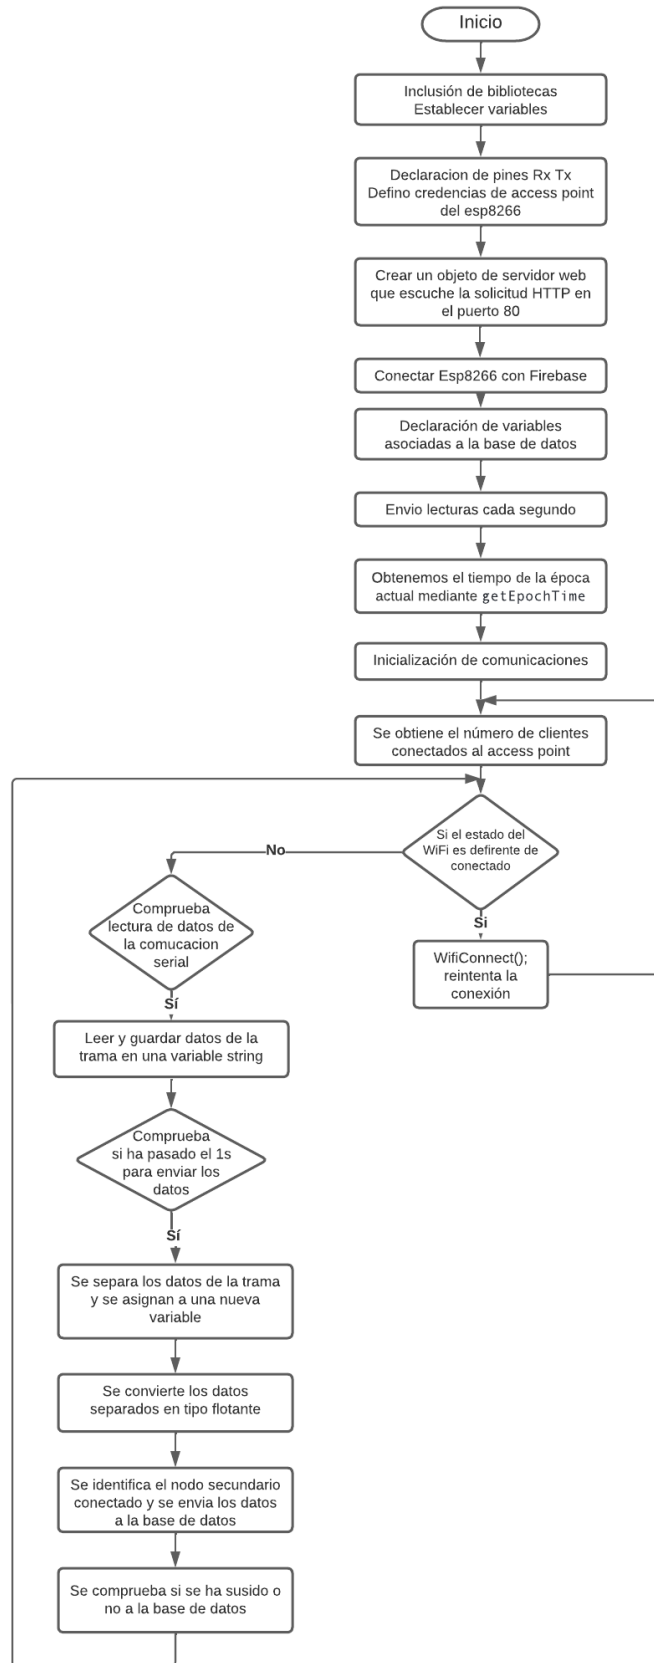 Inicio
Inclusión de bibliotecas
Establecer variables
Declaracion de pines Rx Tx
Defino credencias de access point
del esp8266
Crear un objeto de servidor web
que escuche la solicitud HTTP en
el puerto 80
Conectar Esp8266 con Firebase
Declaración de variables
asociadas a la base de datos
Envio lecturas cada segundo
Obtenemos el tiempo de la época
actual mediante getEpochTime
Inicialización de comunicaciones
Se obtiene el número de clientes
conectados al access point
Si el estado del
WiFi es defirente de
conectado
No
Si
WifiConnect();
reintenta la
conexión
Comprueba
lectura de datos de
la comucacion
serial
Sí
Leer y guardar datos de la
trama en una variable string
Comprueba
si ha pasado el 1s
para enviar los
datos
Sí
Se separa los datos de la trama
y se asignan a una nueva
variable
Se convierte los datos
separados en tipo flotante
Se identifica el nodo secundario
conectado y se envia los datos
a la base de datos
Se comprueba si se ha susido o
no a la base de datos